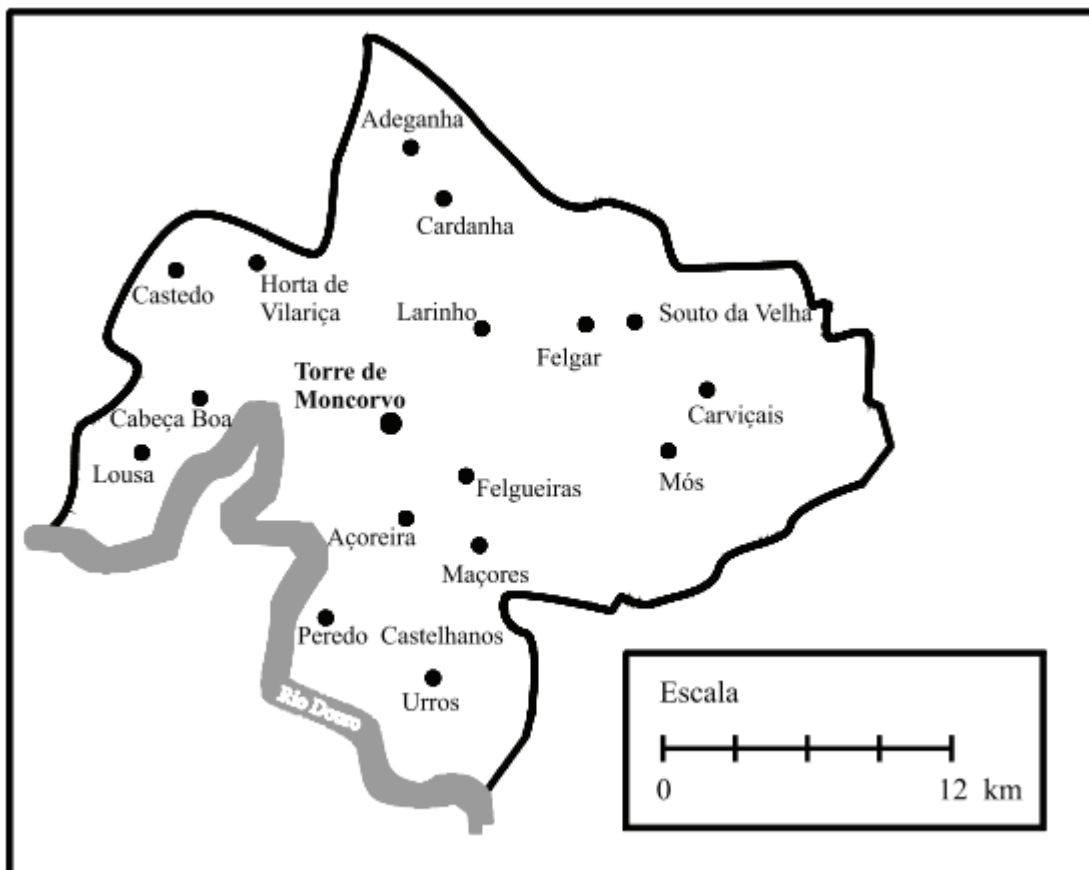 Adeganha
Cardanha
Castedo
Horta de
Vilariça
Larinho
Felgar
Souto da Velha
Torre de
Moncorvo
Cabeça Boa
Carviçais
Lousa
Felgueiras
Mós
Açoreira
Maçores
Peredo
Castelhanos
Urros
Rio Douro
Escala
0
12 km